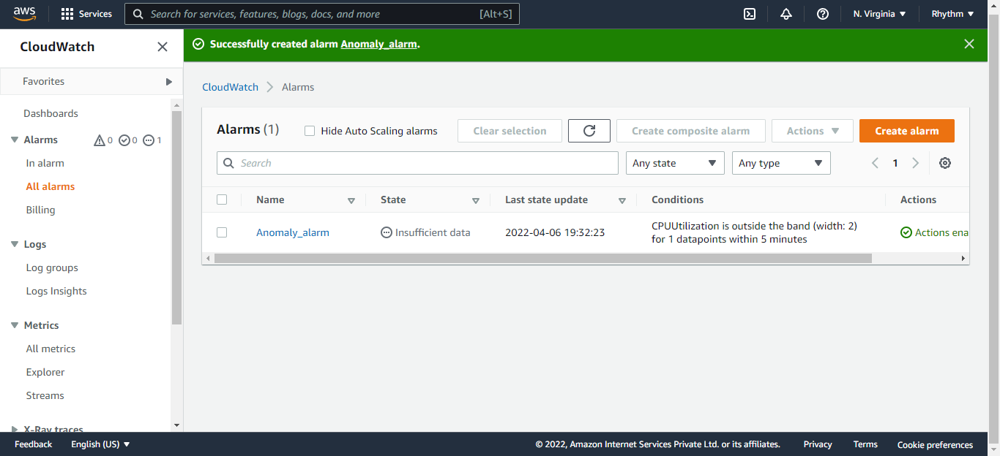 aws
Services
Search for services, features, blogs, docs, and more
[Alt+S]
N. Virginia
Rhythm
CloudWatch
Favorites
Dashboards
Alarms
0
0
1
In alarm
All alarms
Billing
Logs
Log groups
Logs Insights
Metrics
All metrics
Explorer
Streams
X-Ray traces
Successfully created alarm Anomaly_alarm.
CloudWatch
Alarms
Alarms (1)
Hide Auto Scaling alarms
Clear selection
Create composite alarm
Actions
Create alarm
Search
Any state
Any type
1
Name
State
Last state update
Conditions
Actions
Anomaly_alarm
Insufficient data
2022-04-06 19:32:23
CPUUtilization is outside the band (width: 2)
for 1 datapoints within 5 minutes
Actions ena
Feedback
English (US)
© 2022, Amazon Internet Services Private Ltd. or its affiliates.
Privacy
Terms
Cookie preferences